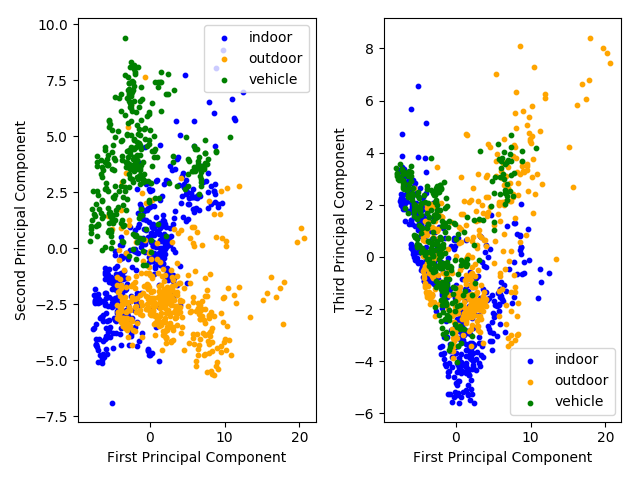 10.0
7.5
5.0
2.5
0.0
−2.5
−5.0
−7.5
Second Principal Component
0
10
20
First Principal Component
indoor
outdoor
vehicle
8
6
4
2
0
−2
−4
−6
Third Principal Component
0
10
20
First Principal Component
indoor
outdoor
vehicle